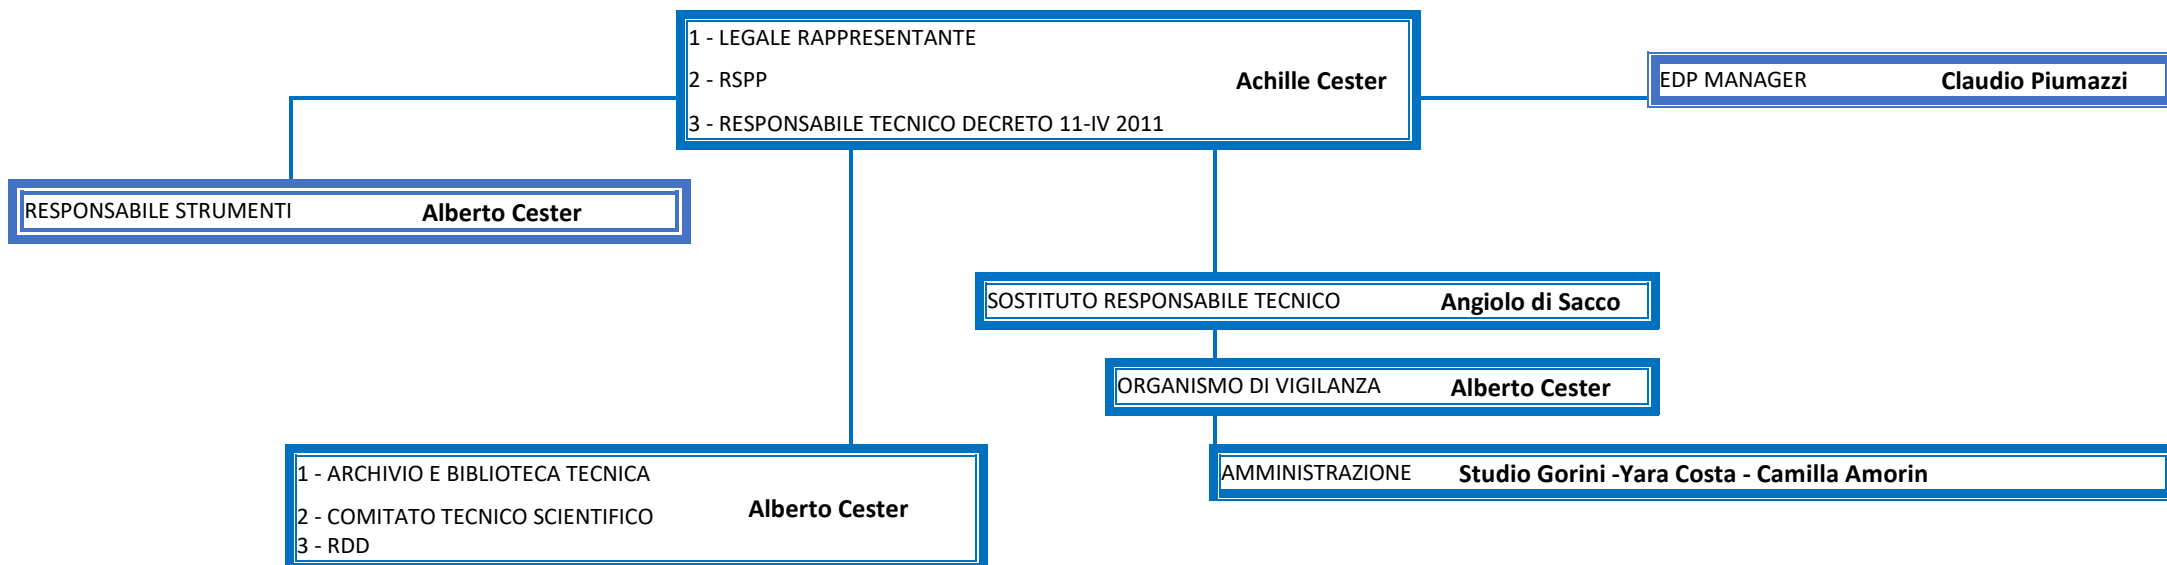 1 - LEGALE RAPPRESENTANTE
2 - RSPP
Achille Cester
3 - RESPONSABILE TECNICO DECRETO 11-IV 2011
EDP MANAGER Claudio Piumazzi
RESPONSABILE STRUMENTI Alberto Cester
SOSTITUTO RESPONSABILE TECNICO Angiolo di Sacco
ORGANISMO DI VIGILANZA Alberto Cester
1 - ARCHIVIO E BIBLIOTECA TECNICA
2 - COMITATO TECNICO SCIENTIFICO
Alberto Cester
3 - RDD
AMMINISTRAZIONE Studio Gorini -Yara Costa - Camilla Amorin